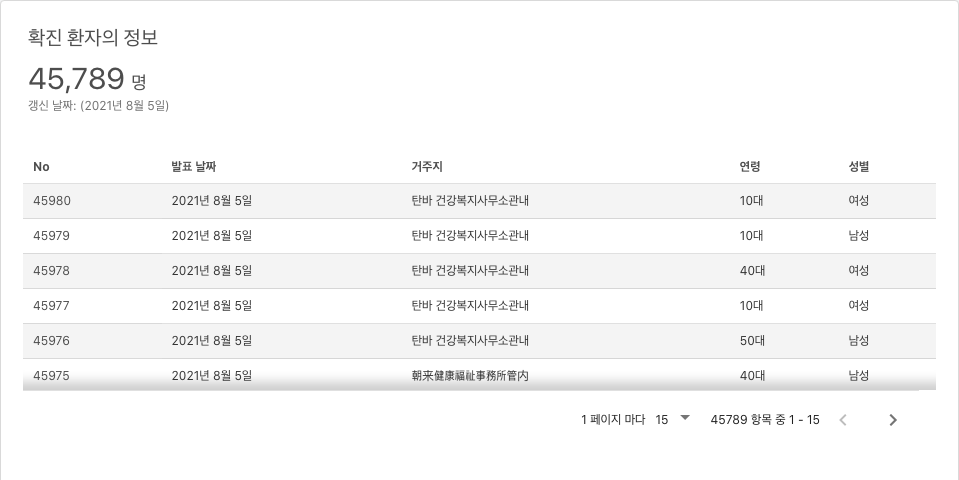 확진 환자의 정보
45,789 명
갱신 날짜: (2021년 8월 5일)
No 발표 날짜 거주지 연령 성별
45980 2021년 8월 5일 탄바 건강복지사무소관내 10대 여성
45979 2021년 8월 5일 탄바 건강복지사무소관내 10대 남성
45978 2021년 8월 5일 탄바 건강복지사무소관내 40대 여성
45977 2021년 8월 5일 탄바 건강복지사무소관내 10대 여성
45976 2021년 8월 5일 탄바 건강복지사무소관내 50대 남성
45975 2021년 8월 5일 朝来健康福祉事務所管内 40대 남성
1 페이지 마다 15 45789 항목 중 1 - 15